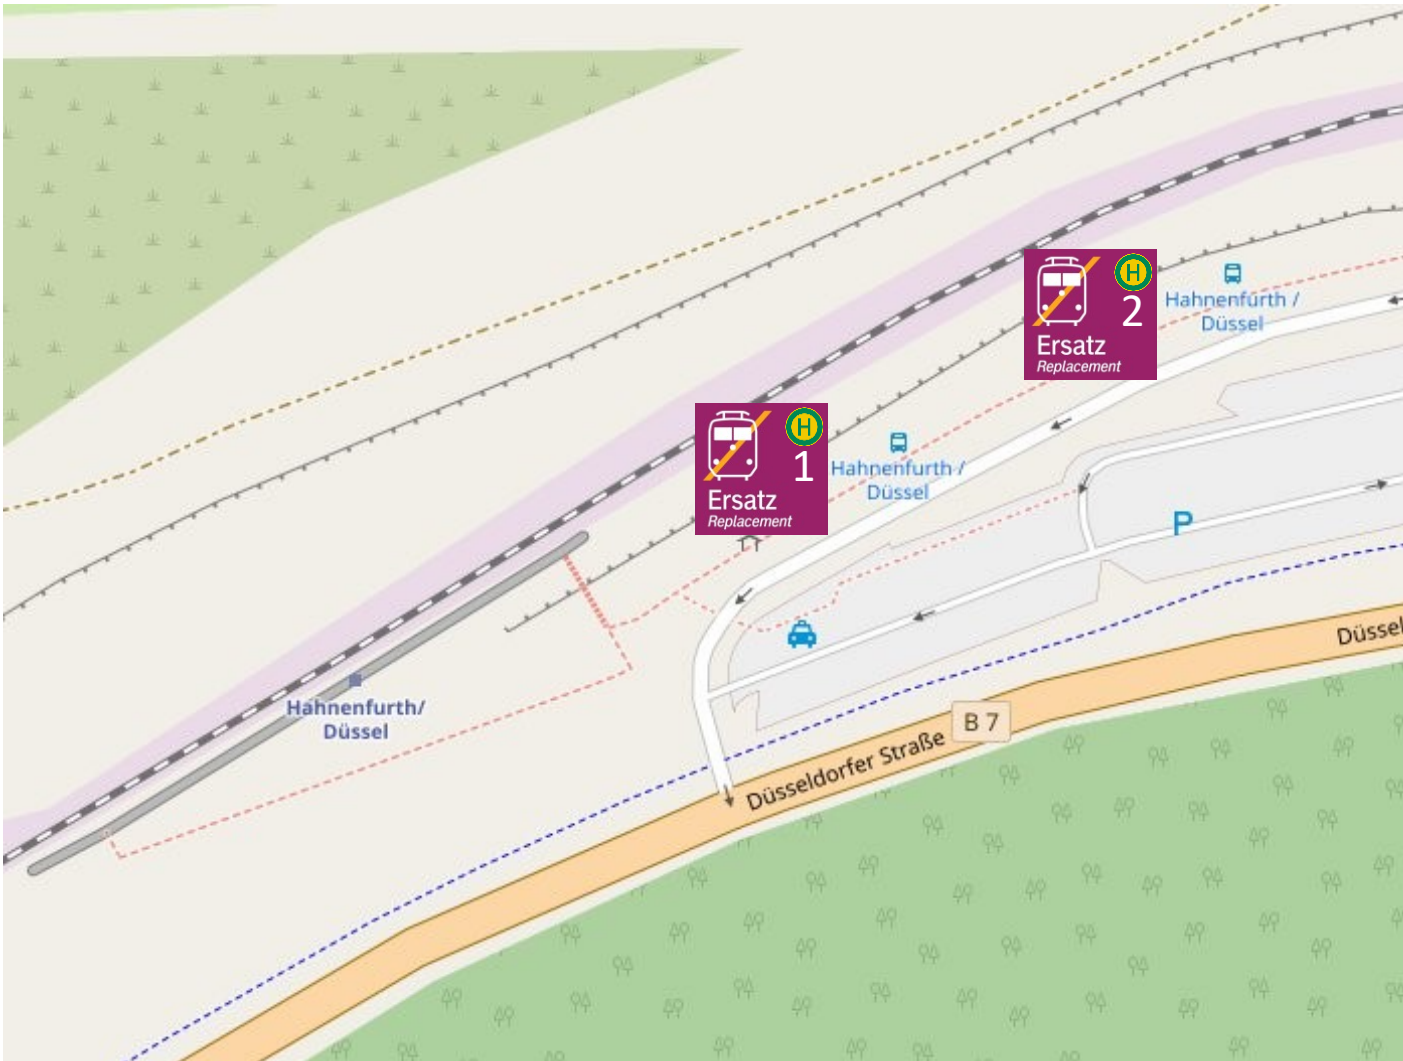 H
2
Ersatz
Replacement
Hahnenfurth /
Düssel
H
1
Ersatz
Replacement
Hahnenfurth /
Düssel
P
Düssel
Hahnenfurth/
Düssel
B 7
Düsseldorfer Straße